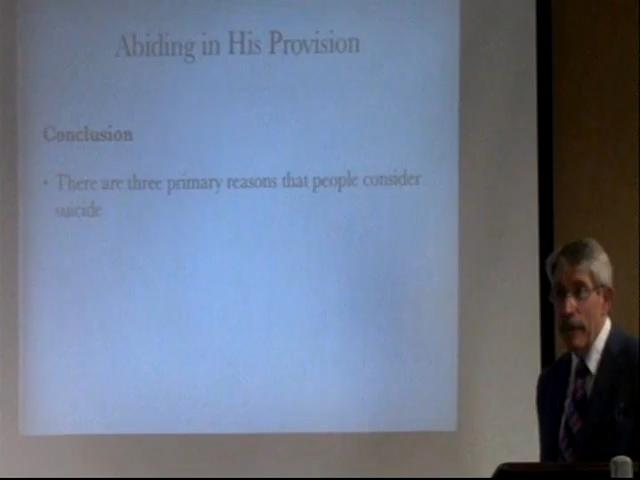 Abiding in His Provision
Conclusion
• There are three primary reasons that people consider
suicide